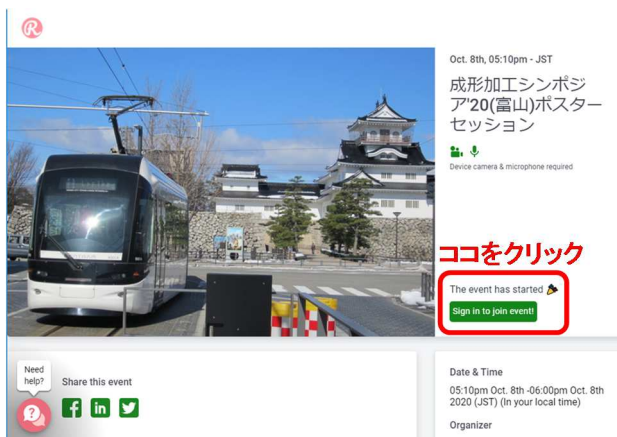 R
Oct. 8th, 05:10pm - JST
成形加工シンポジ
ア'20(富山)ポスター
セッション
Device camera & microphone required
ココをクリック
The event has started
Sign in to join event!
Need
help?
?
Share this event
f in
Date & Time
05:10pm Oct. 8th -06:00pm Oct. 8th
2020 (JST) (In your local time)
Organizer